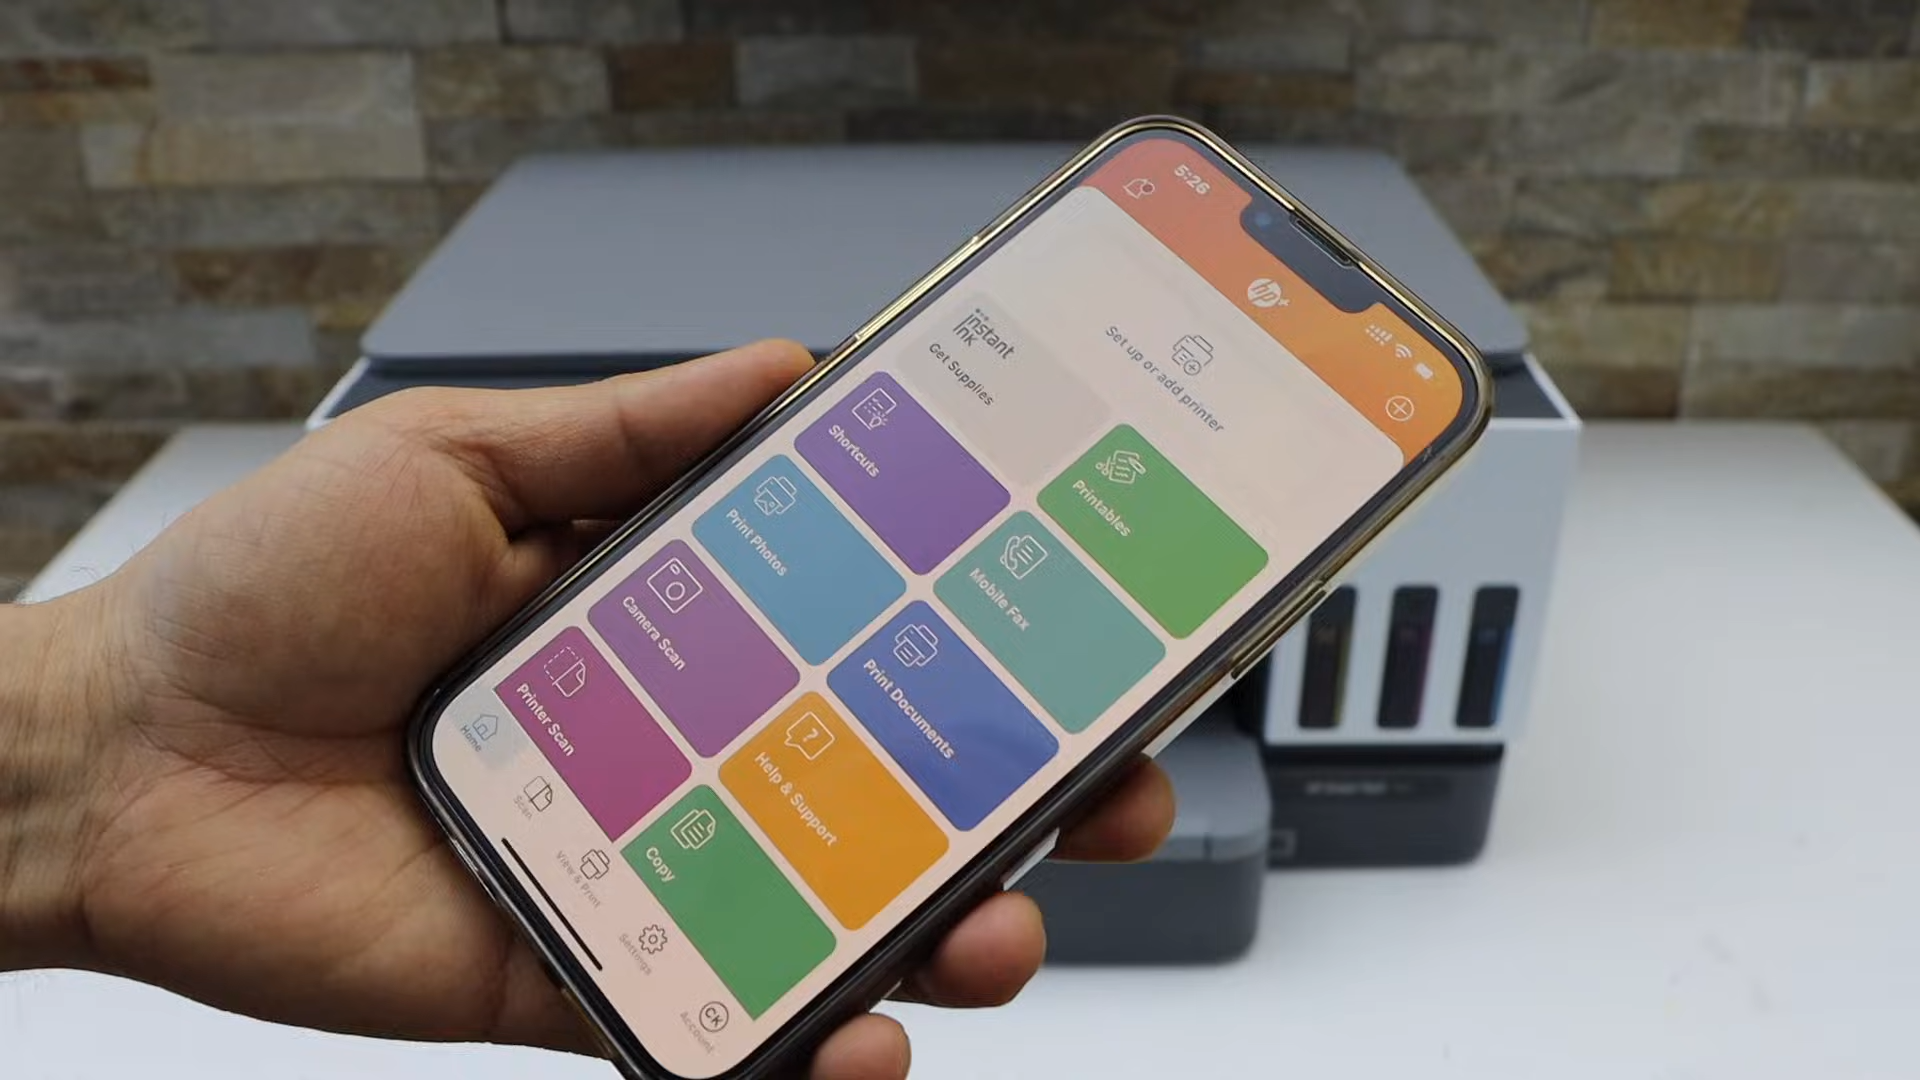 5:26
hp+
Set up or add printer
instant
ink
Get Supplies
Printables
Shortcuts
Mobile Fax
Print Photos
Print Documents
Camera Scan
Help & Support
Printer Scan
Copy
Home
Scan
View & Print
Settings
CK
Account